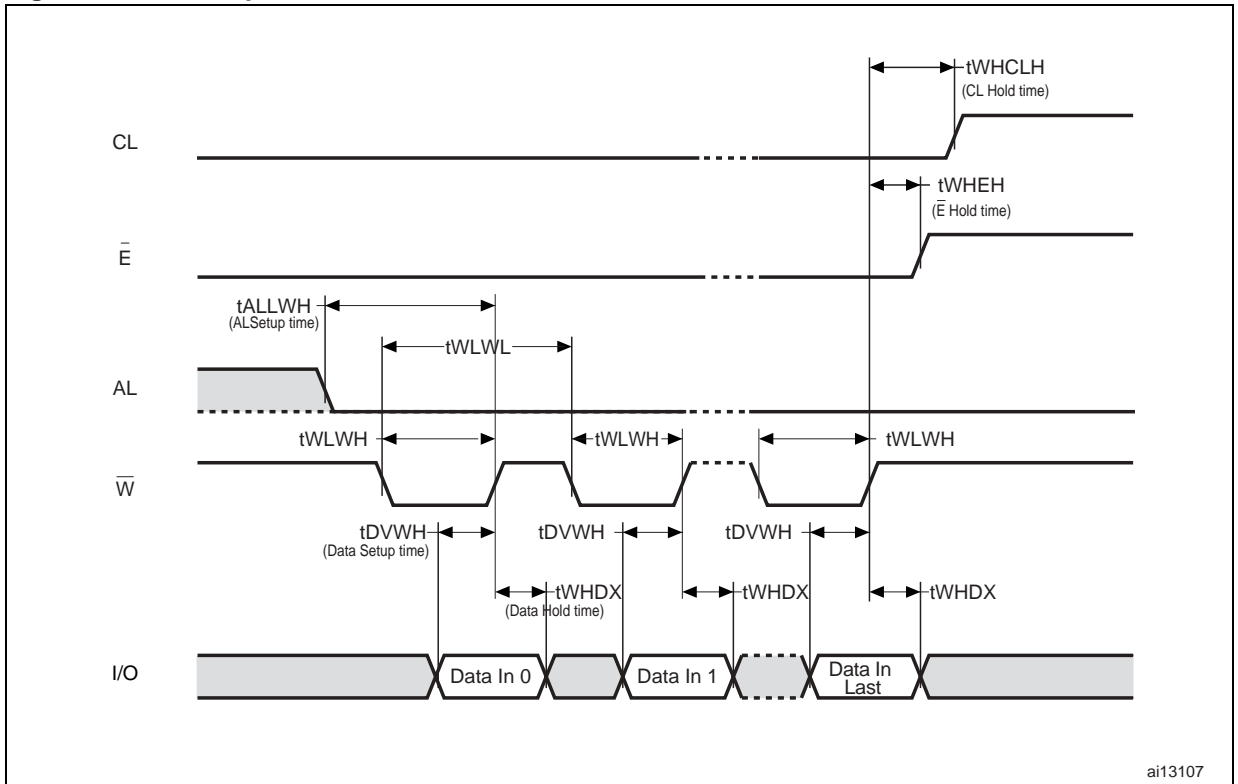 tWHCLH
(CL Hold time)
CL
tWHEH
(E̅ Hold time)
E̅
tALLWH
(ALSetup time)
tWLWL
AL
tWLWH
tWLWH
tWLWH
W̅
tDVWH
(Data Setup time)
tDVWH
tDVWH
tWHDX
(Data Hold time)
tWHDX
tWHDX
I/O
Data In 0
Data In 1
Data In
Last
ai13107